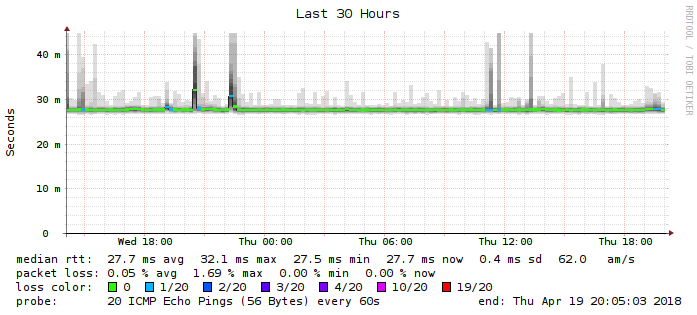 Last 30 Hours
RRDTOOL / TOBI OETIKER
Seconds
40 m
30 m
20 m
10 m
0
Wed 18:00 Thu 00:00 Thu 06:00 Thu 12:00 Thu 18:00
median rtt: 27.7 ms avg 32.1 ms max 27.5 ms min 27.7 ms now 0.4 ms sd 62.0 am/s
packet loss: 0.05 % avg 1.69 % max 0.00 % min 0.00 % now
loss color: 0 1/20 2/20 3/20 4/20 10/20 19/20
probe: 20 ICMP Echo Pings (56 Bytes) every 60s end: Thu Apr 19 20:05:03 2018